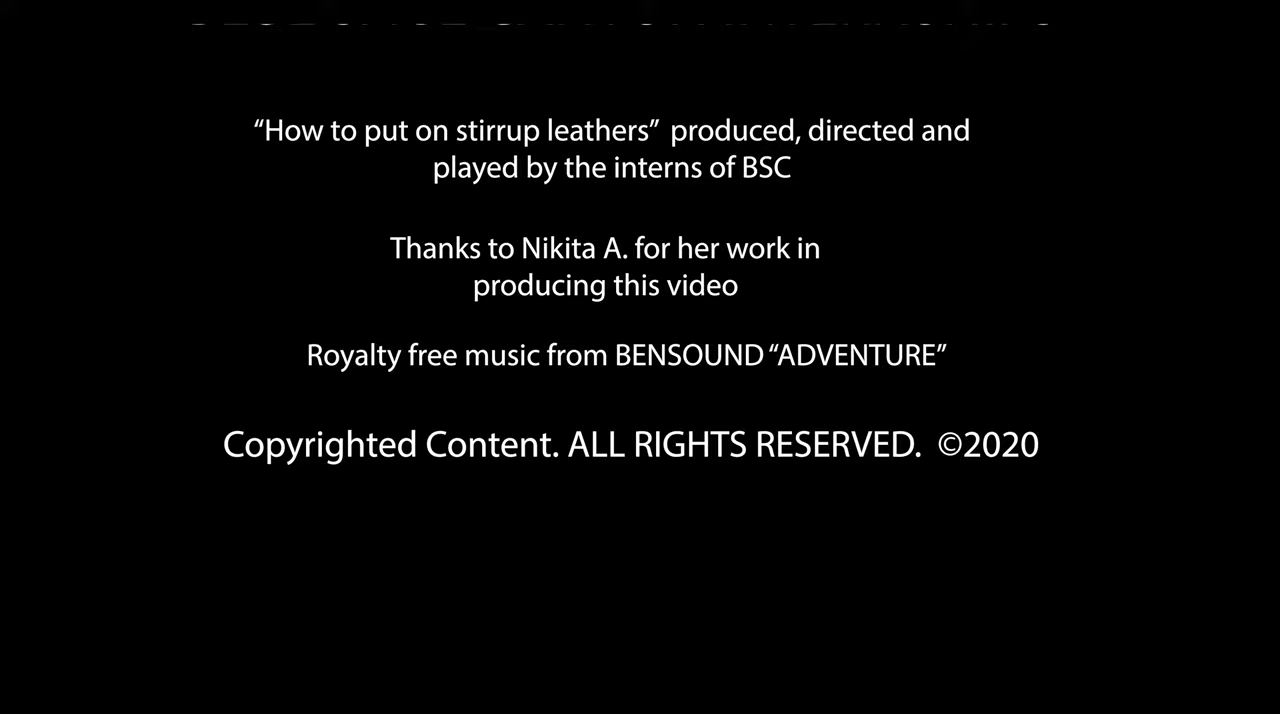 “How to put on stirrup leathers”  produced, directed and
played by the interns of BSC
Thanks to Nikita A. for her work in
producing this video
Royalty free music from BENSOUND “ADVENTURE”
Copyrighted Content. ALL RIGHTS RESERVED.  ©2020